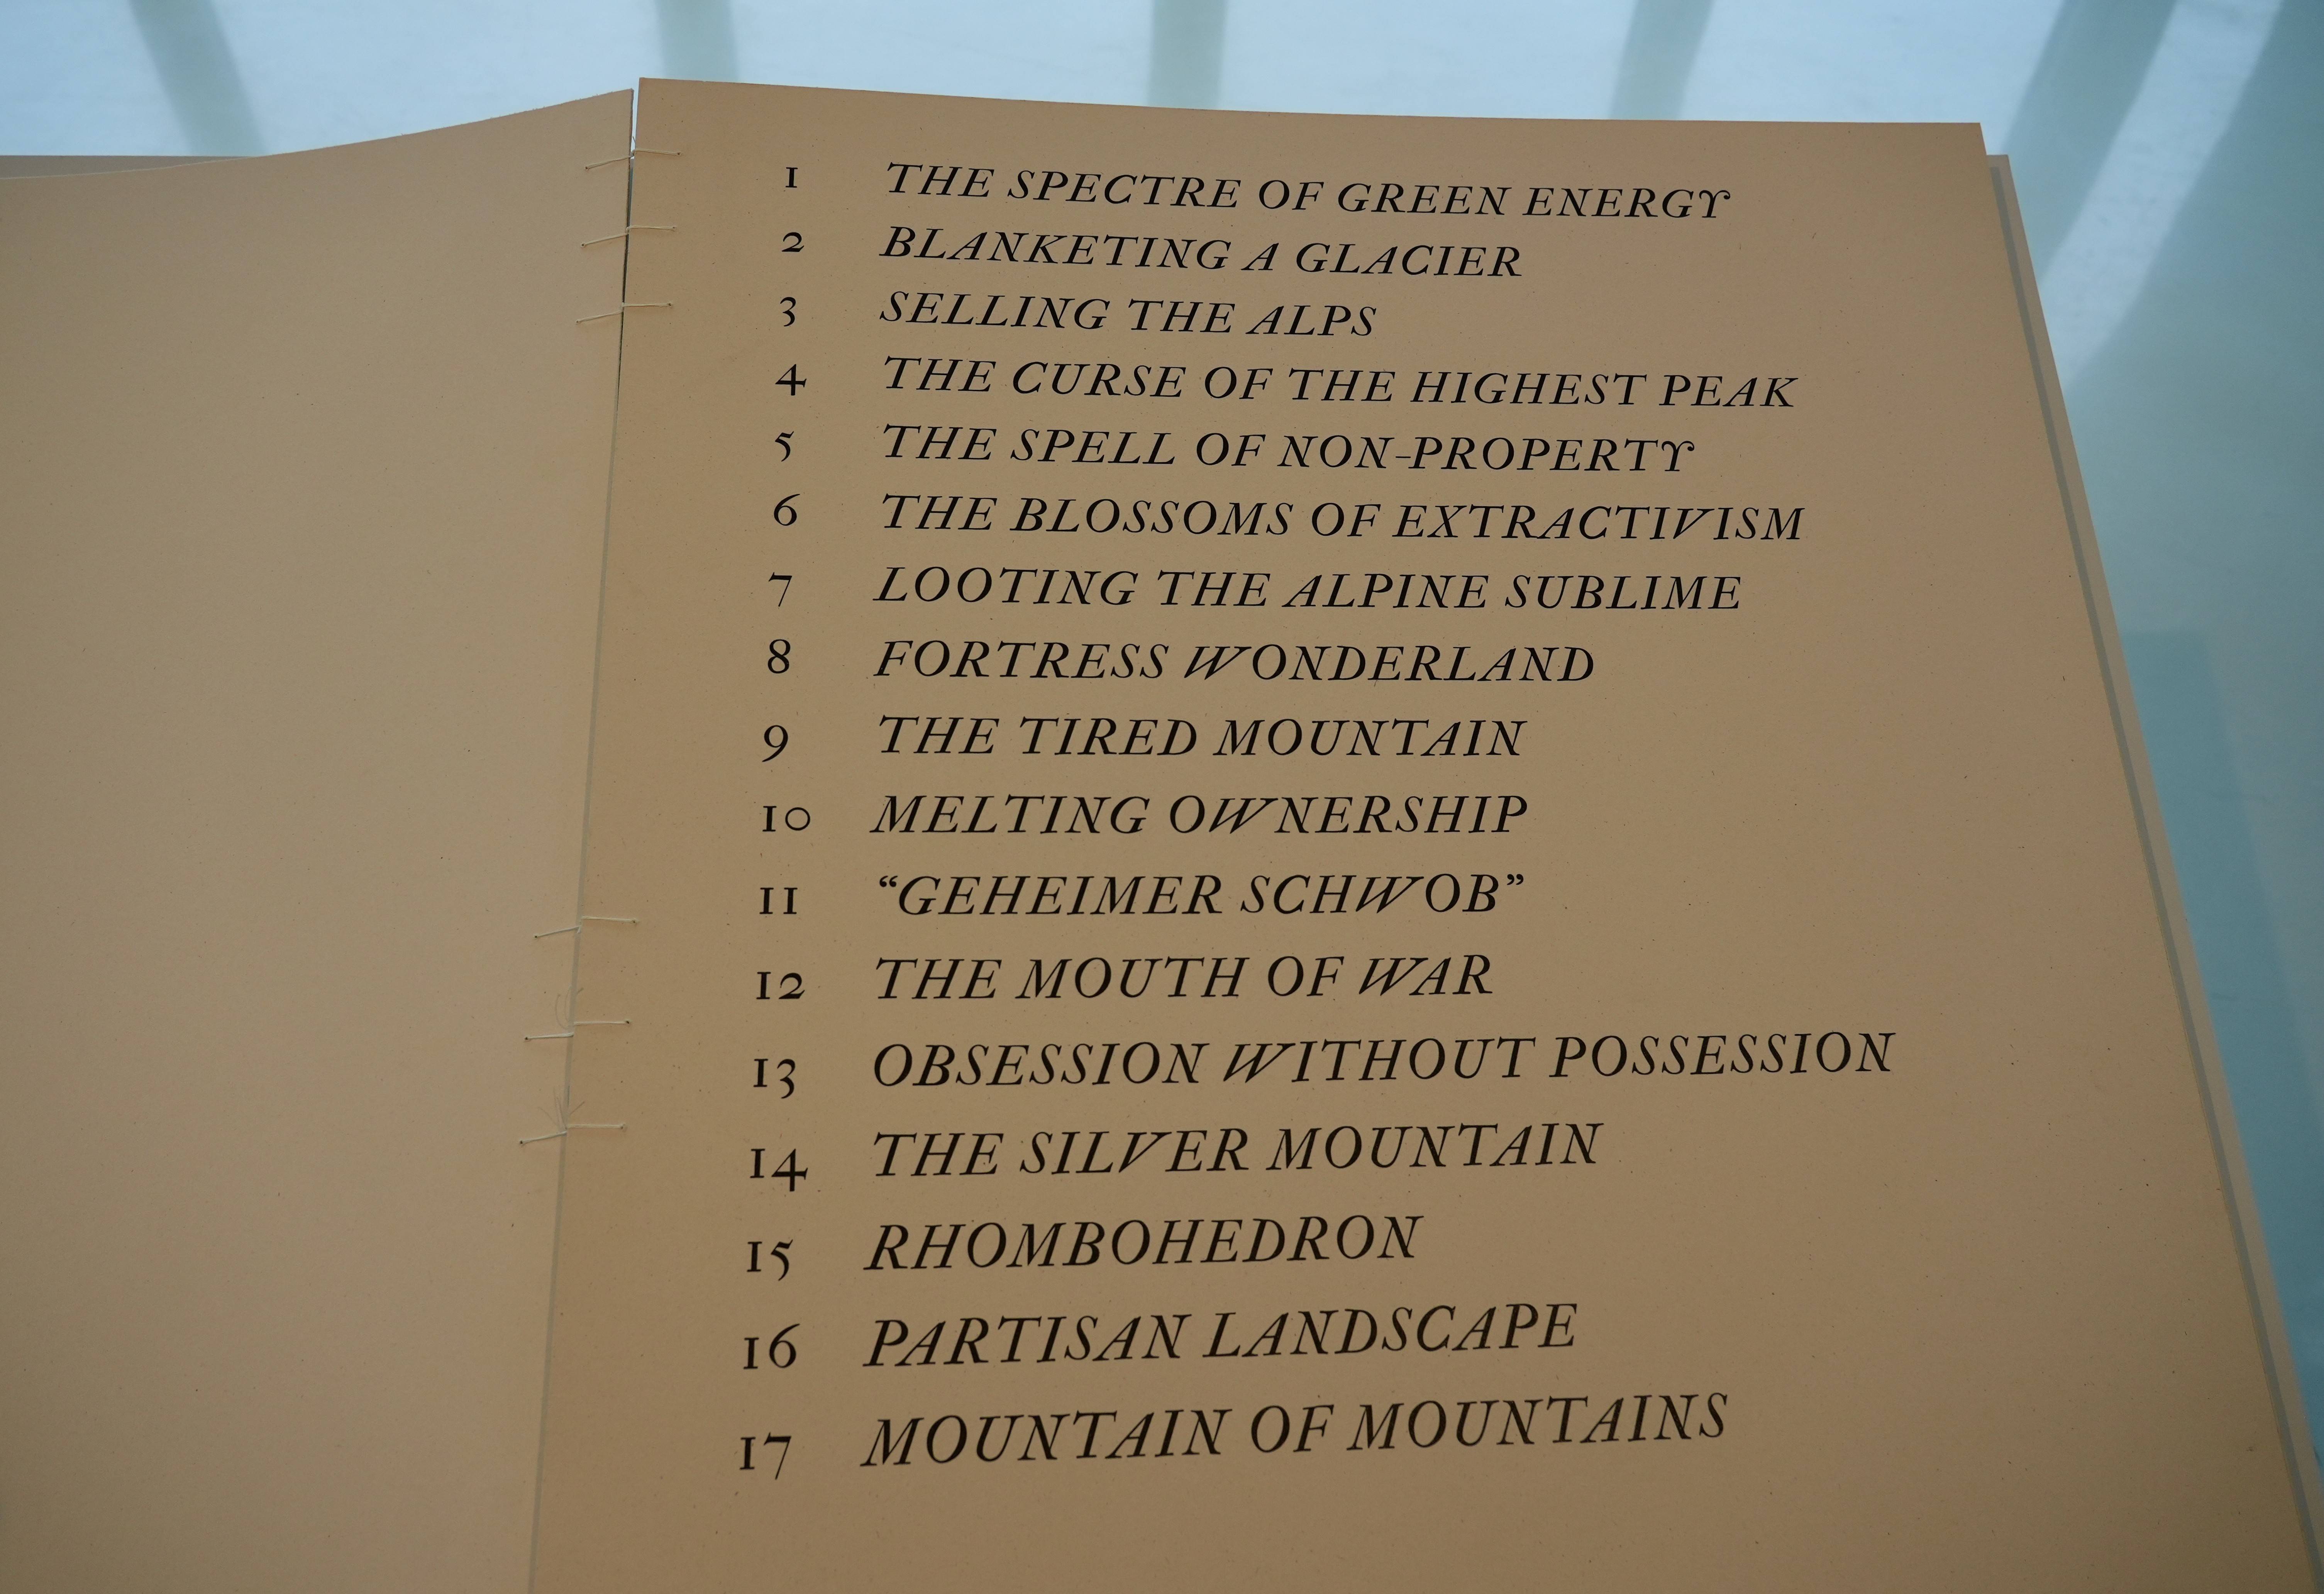 1 THE SPECTRE OF GREEN ENERGY
2 BLANKETING A GLACIER
3 SELLING THE ALPS
4 THE CURSE OF THE HIGHEST PEAK
5 THE SPELL OF NON-PROPERTY
6 THE BLOSSOMS OF EXTRACTIVISM
7 LOOTING THE ALPINE SUBLIME
8 FORTRESS WONDERLAND
9 THE TIRED MOUNTAIN
10 MELTING OWNERSHIP
11 “GEHEIMER SCHWOB”
12 THE MOUTH OF WAR
13 OBSESSION WITHOUT POSSESSION
14 THE SILVER MOUNTAIN
15 RHOMBOHEDRON
16 PARTISAN LANDSCAPE
17 MOUNTAIN OF MOUNTAINS